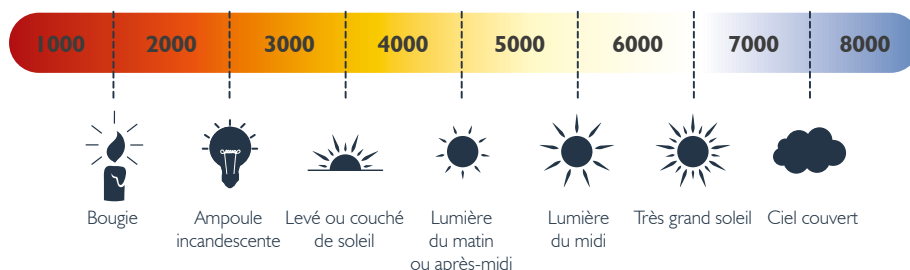 1000 2000 3000 4000 5000 6000 7000 8000
Bougie
Ampoule
incandescente
Levé ou couché
de soleil
Lumière
du matin
ou après-midi
Lumière
du midi
Très grand soleil
Ciel couvert